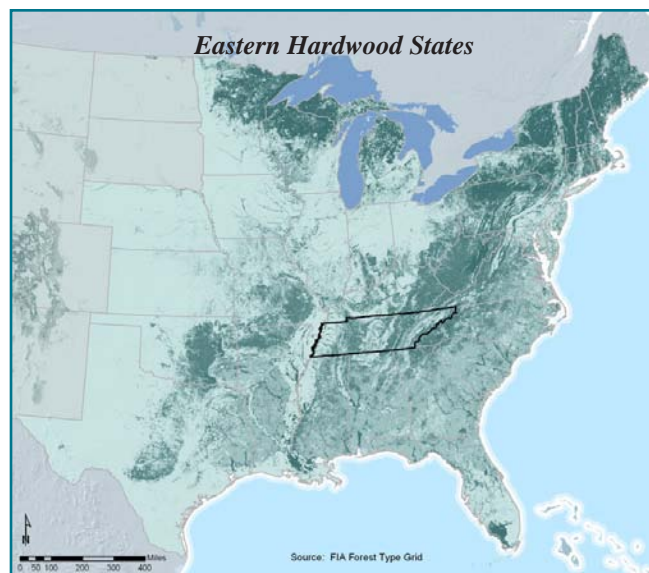 Eastern Hardwood States
N
Miles
0 50 100 200 300 400
Source: FIA Forest Type Grid